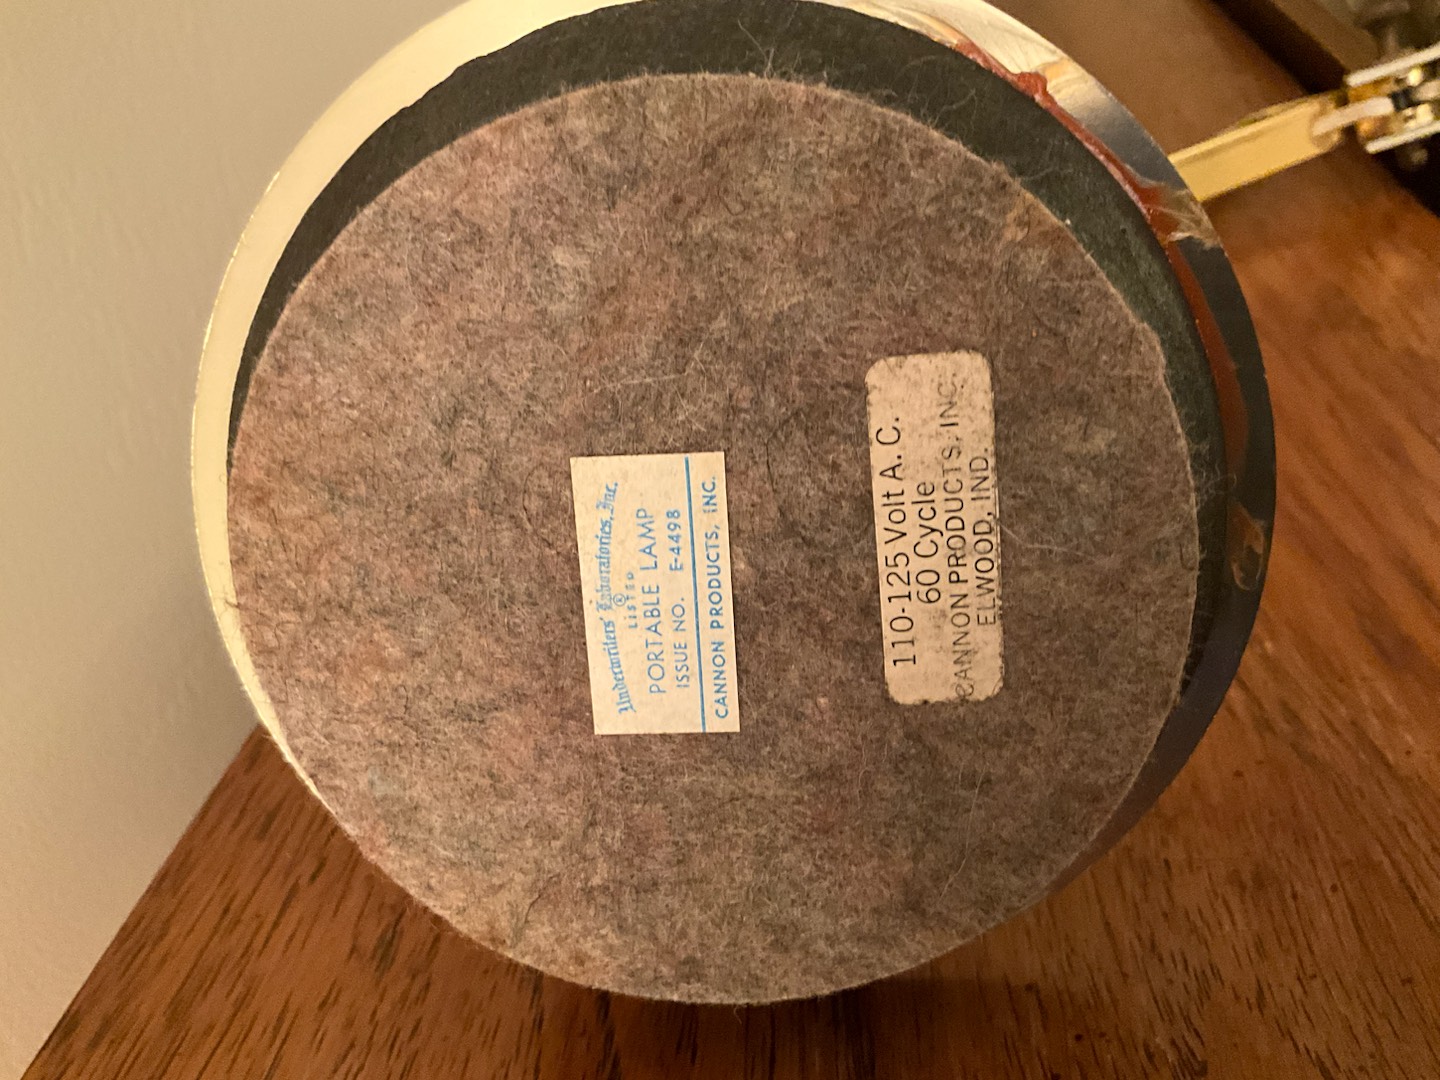 Underwriters' Laboratories, Inc.
®
LISTED
PORTABLE LAMP
ISSUE NO. E-4498
CANNON PRODUCTS, INC.
110-125 Volt A. C.
60 Cycle
CANNON PRODUCTS, INC.
ELWOOD, IND.